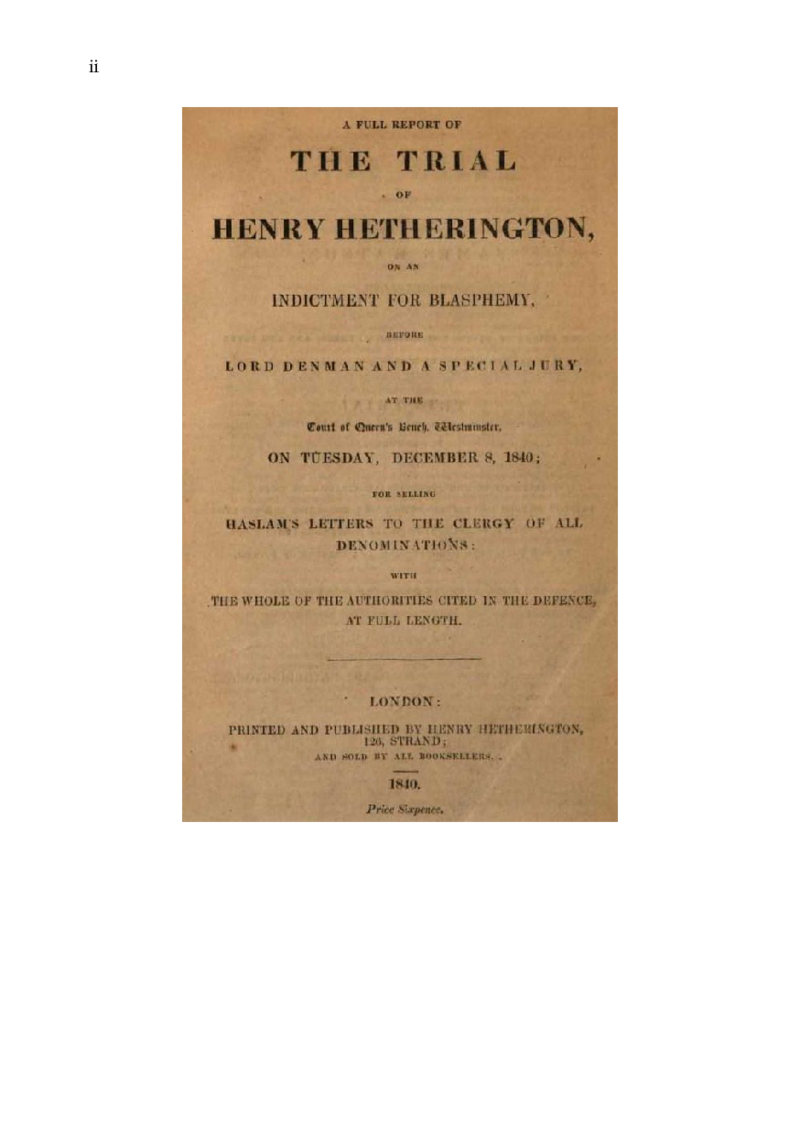 ii
A FULL REPORT OF
THE TRIAL
OF
HENRY HETHERINGTON,
ON AN
INDICTMENT FOR BLASPHEMY,
BEFORE
LORD DENMAN AND A SPECIAL JURY,
AT THE
Court of Queen's Bench, Westminster,
ON TUESDAY, DECEMBER 8, 1840;
FOR SELLING
HASLAM'S LETTERS TO THE CLERGY OF ALL
DENOMINATIONS:
WITH
THE WHOLE OF THE AUTHORITIES CITED IN THE DEFENCE,
AT FULL LENGTH.
LONDON:
PRINTED AND PUBLISHED BY HENRY HETHERINGTON,
126, STRAND;
AND SOLD BY ALL BOOKSELLERS.
1840.
Price Sixpence.